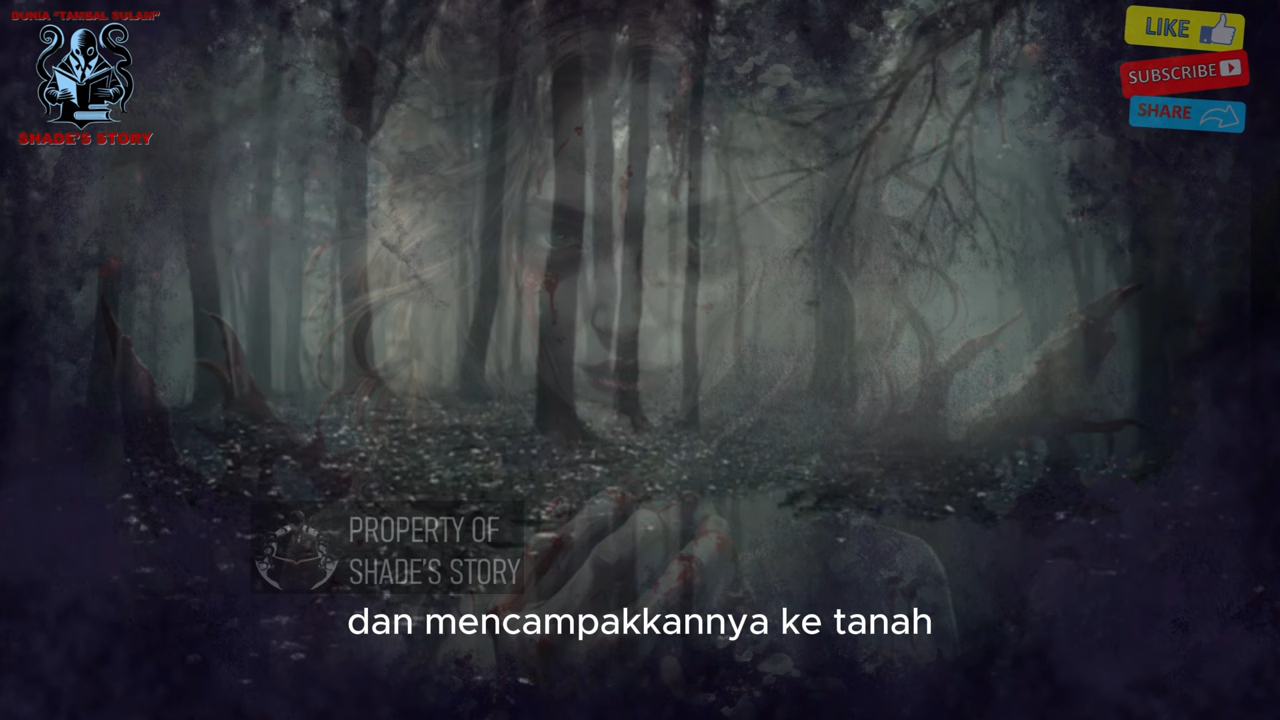 DUNIA "TAMBAL SULAM"
SHADE'S STORY
LIKE
SUBSCRIBE
SHARE
PROPERTY OF
SHADE'S STORY
dan mencampakkannya ke tanah